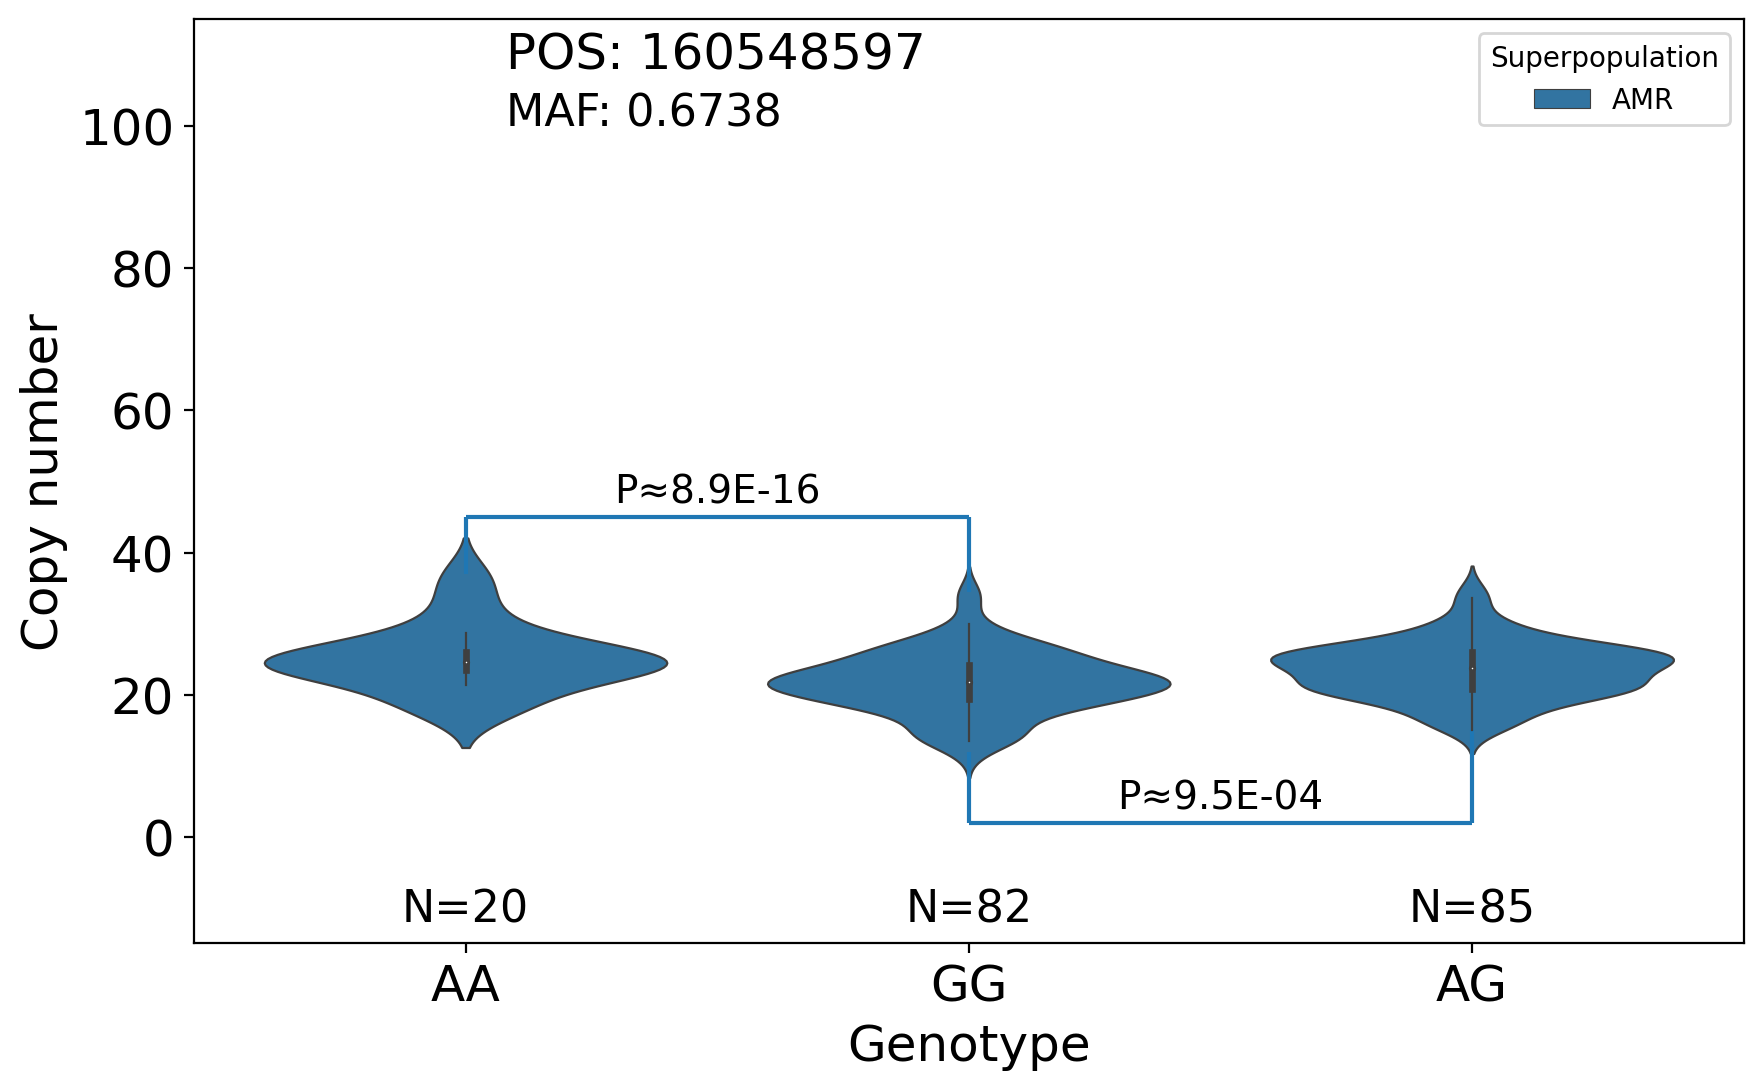 POS: 160548597
MAF: 0.6738
Superpopulation
AMR
Copy number
100
80
60
40
20
0
P≈8.9E-16
P≈9.5E-04
N=20
N=82
N=85
AA
GG
AG
Genotype